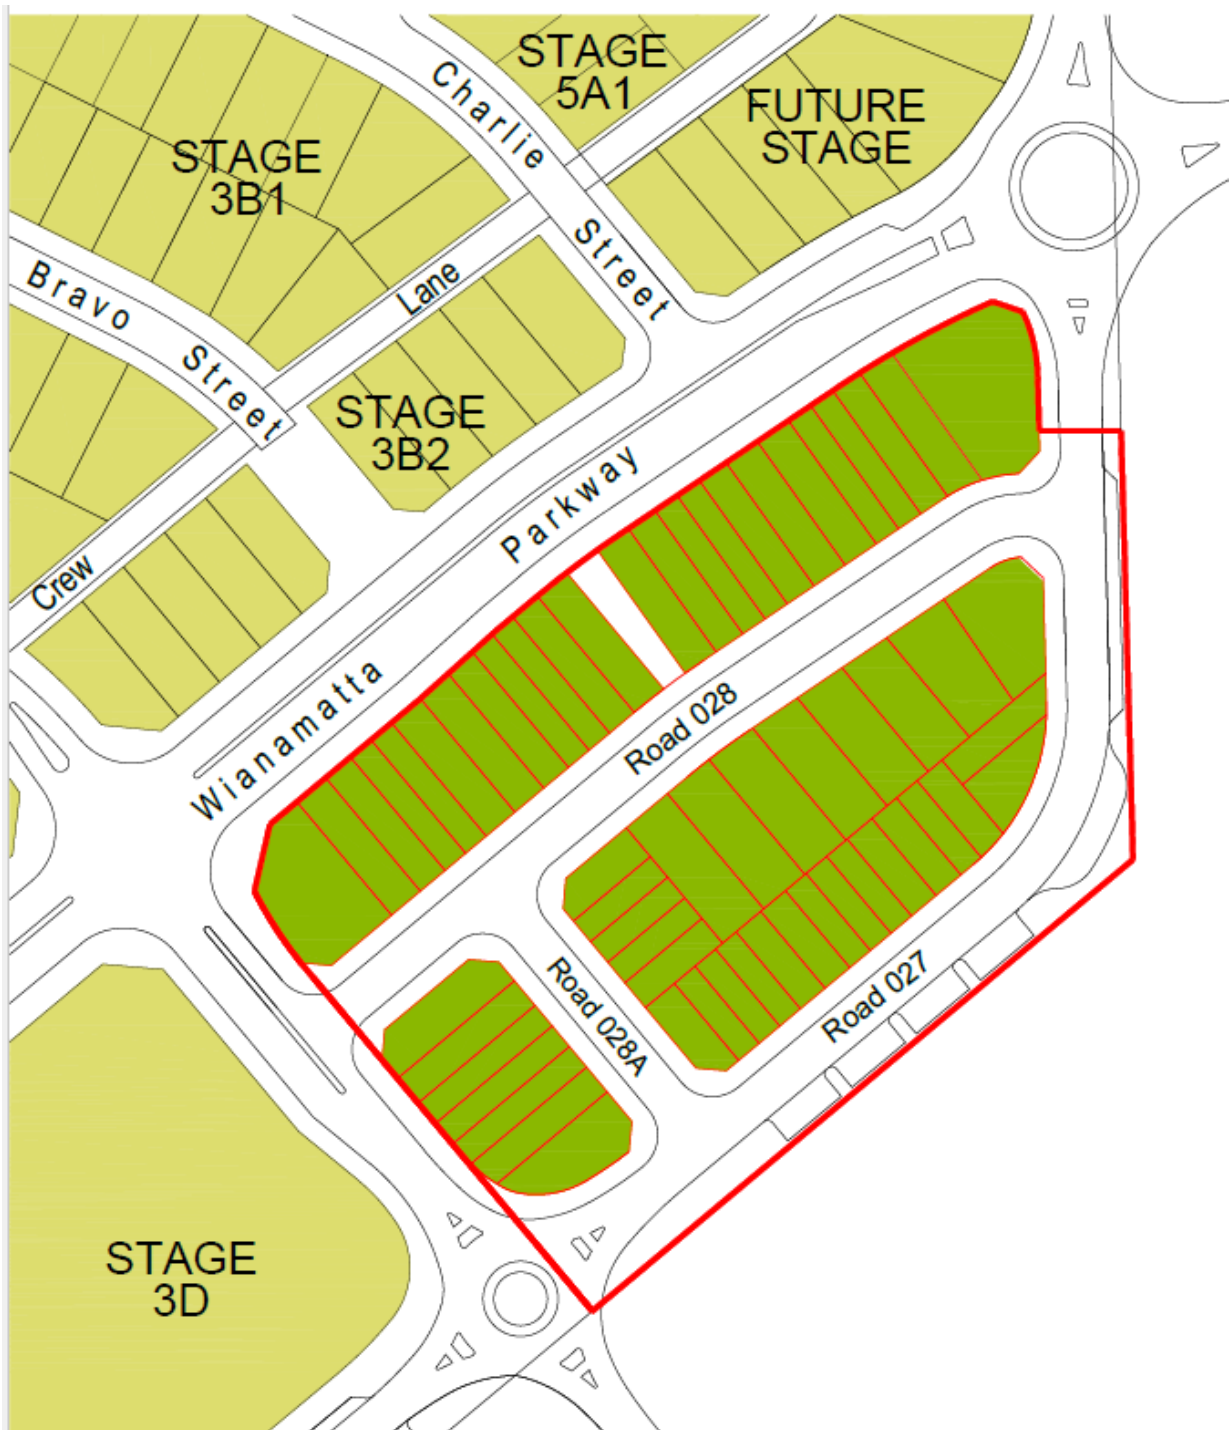 STAGE
5A1
Charlie Street
FUTURE
STAGE
STAGE
3B1
Bravo Street
Crew Lane
STAGE
3B2
Wianamatta Parkway
Road 028
Road 028A
Road 027
STAGE
3D